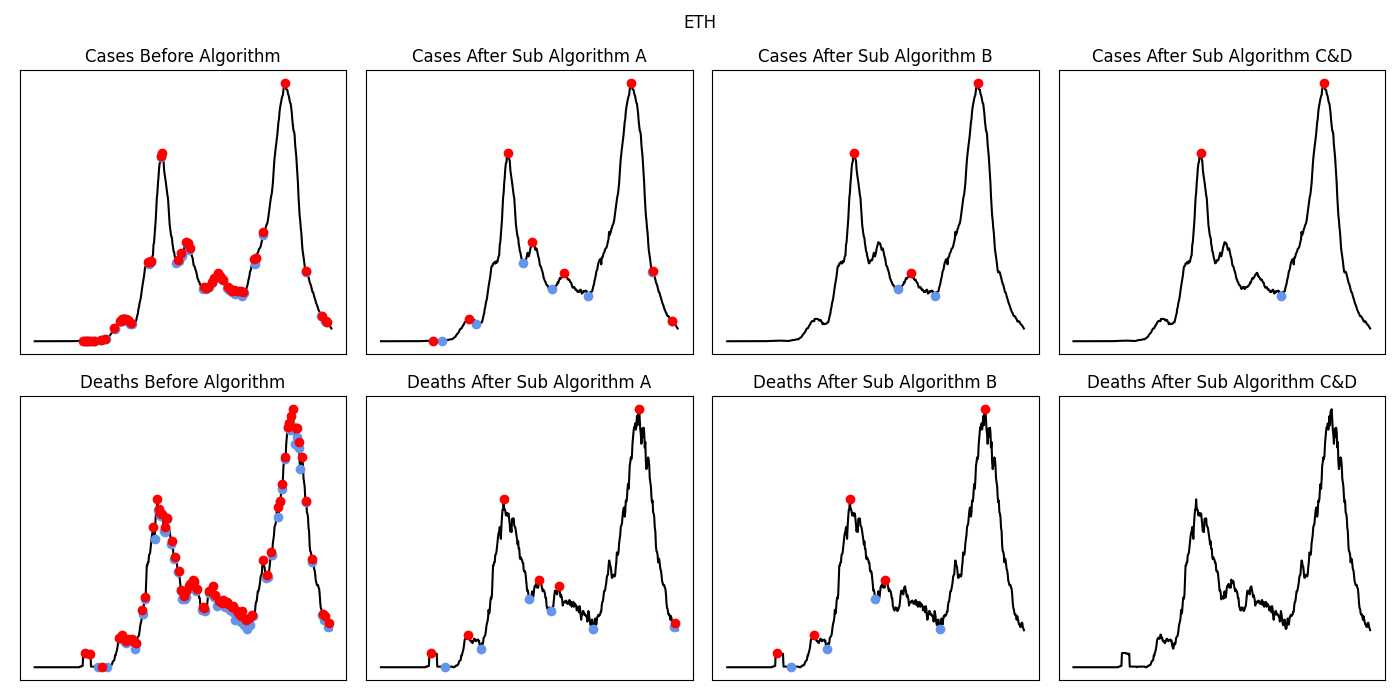 ETH
Cases Before Algorithm
Cases After Sub Algorithm A
Cases After Sub Algorithm B
Cases After Sub Algorithm C&D
Deaths Before Algorithm
Deaths After Sub Algorithm A
Deaths After Sub Algorithm B
Deaths After Sub Algorithm C&D